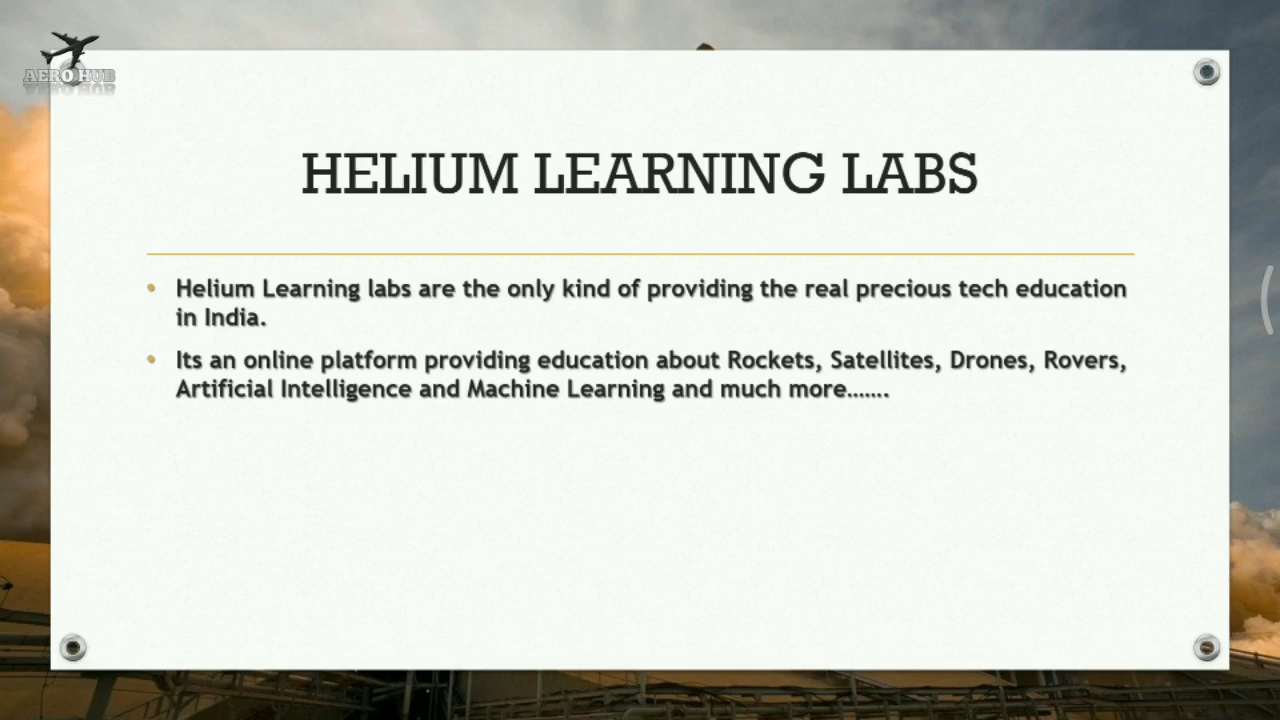 AERO HUB
HELIUM LEARNING LABS
• Helium Learning labs are the only kind of providing the real precious tech education
in India.
• Its an online platform providing education about Rockets, Satellites, Drones, Rovers,
Artificial Intelligence and Machine Learning and much more.......